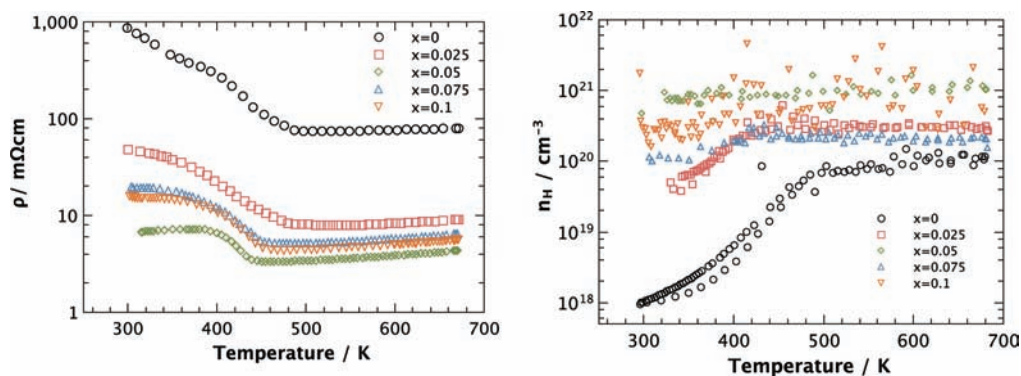 ρ/ mΩcm
1,000
100
10
1
300
400
500
600
700
Temperature / K
x=0
x=0.025
x=0.05
x=0.075
x=0.1
n_H / cm⁻³
10²²
10²¹
10²⁰
10¹⁹
10¹⁸
300
400
500
600
700
Temperature / K
x=0
x=0.025
x=0.05
x=0.075
x=0.1